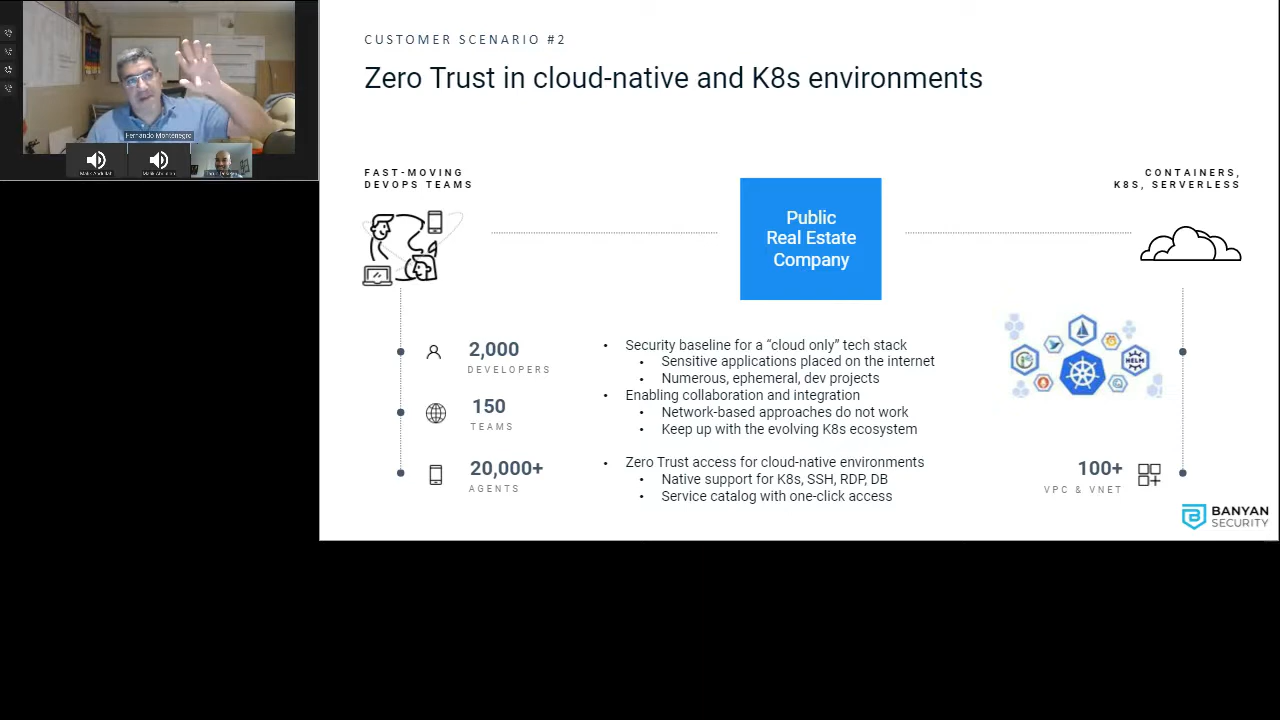 Fernando Montenegro
CUSTOMER SCENARIO #2
Zero Trust in cloud-native and K8s environments
FAST-MOVING
DEVOPS TEAMS
Public
Real Estate
Company
CONTAINERS,
K8S, SERVERLESS
2,000
DEVELOPERS
150
TEAMS
20,000+
AGENTS
• Security baseline for a “cloud only” tech stack
• Sensitive applications placed on the internet
• Numerous, ephemeral, dev projects
• Enabling collaboration and integration
• Network-based approaches do not work
• Keep up with the evolving K8s ecosystem
• Zero Trust access for cloud-native environments
• Native support for K8s, SSH, RDP, DB
• Service catalog with one-click access
HELM
100+
VPC & VNET
BANYAN
SECURITY